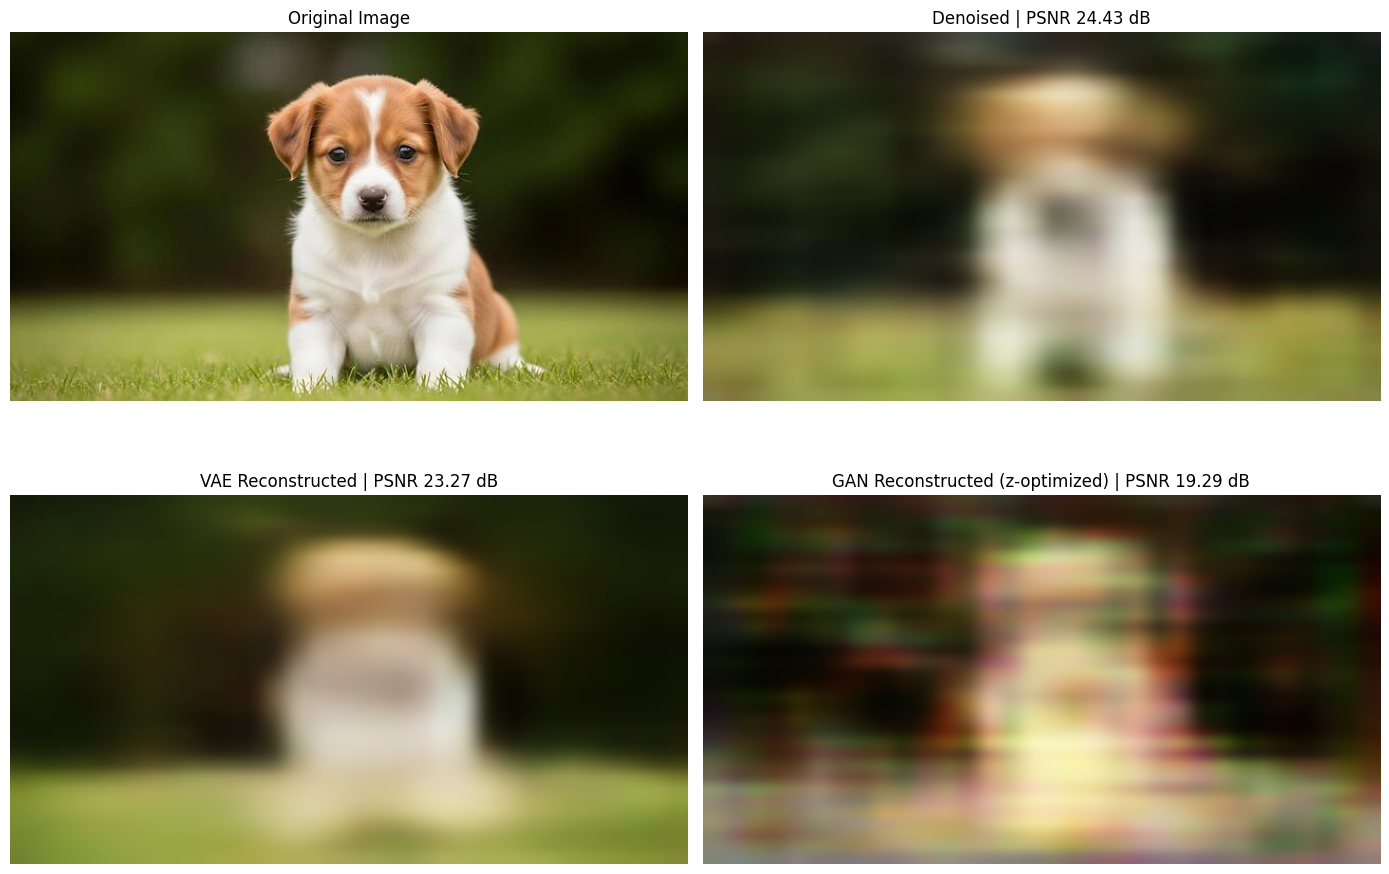 Original Image
Denoised | PSNR 24.43 dB
VAE Reconstructed | PSNR 23.27 dB
GAN Reconstructed (z-optimized) | PSNR 19.29 dB